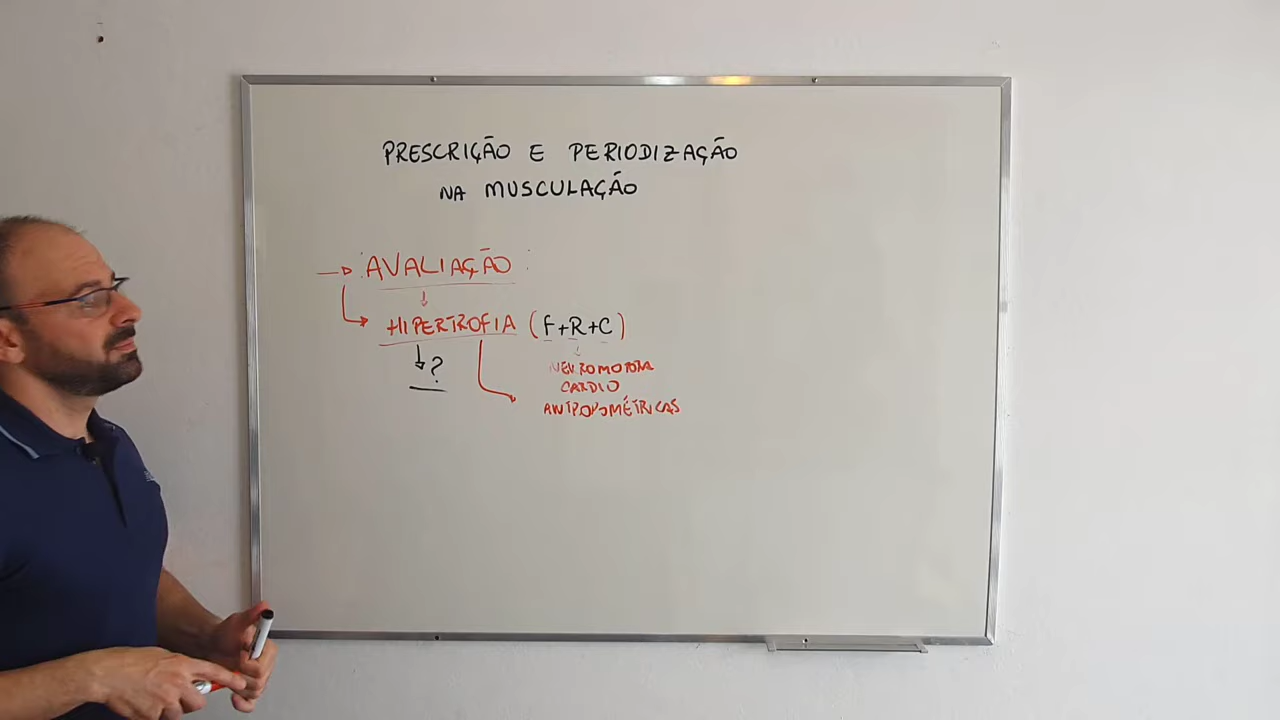 PRESCRIÇÃO E PERIODIZAÇÃO
NA MUSCULAÇÃO
AVALIAÇÃO
HIPERTROFIA (F+R+C)
?
NEUROMOTORA
CARDIO
ANTROPOMÉTRICAS